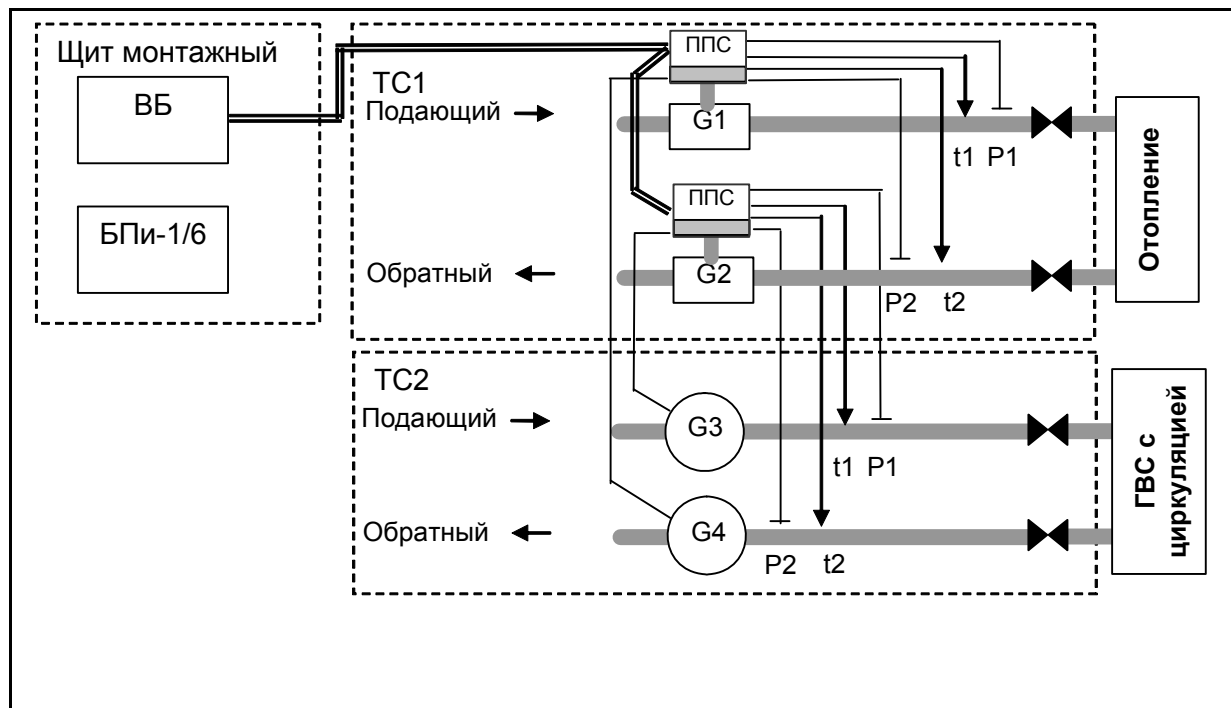 Щит монтажный
ВБ
БПи-1/6
ТС1
ППС
Подающий
G1
t1 P1
ППС
Обратный
G2
P2 t2
Отопление
ТС2
Подающий
G3
t1 P1
Обратный
G4
P2 t2
ГВС с
циркуляцией